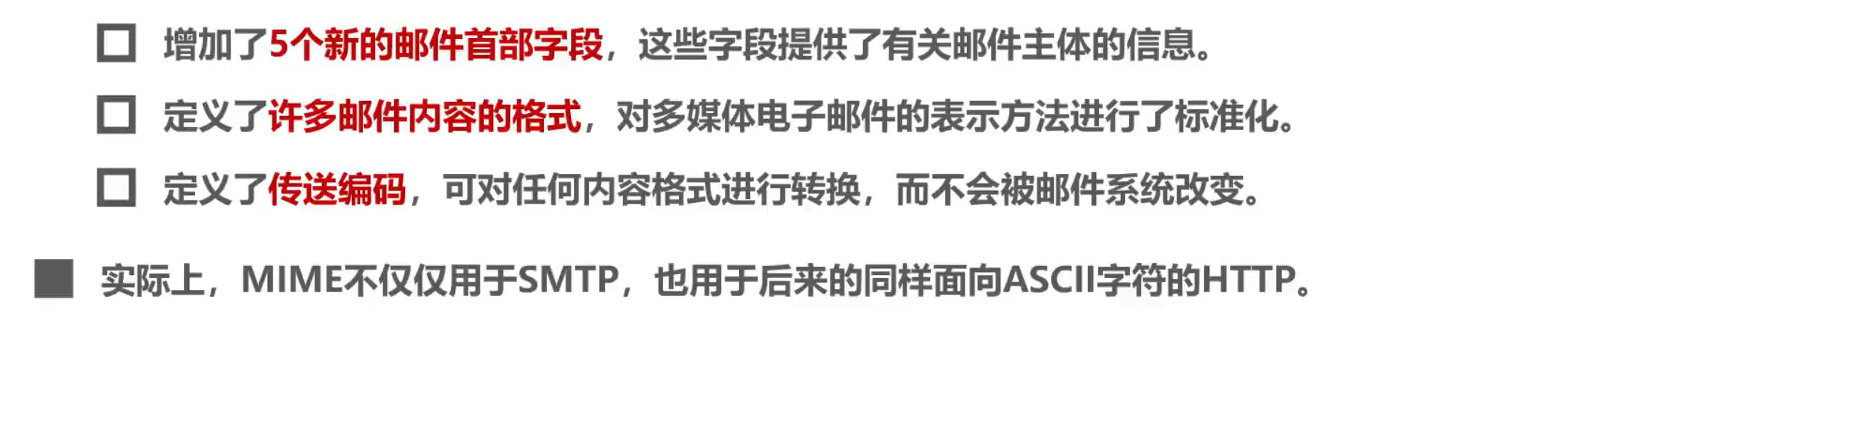 增加了5个新的邮件首部字段，这些字段提供了有关邮件主体的信息。
定义了许多邮件内容的格式，对多媒体电子邮件的表示方法进行了标准化。
定义了传送编码，可对任何内容格式进行转换，而不会被邮件系统改变。
实际上，MIME不仅仅用于SMTP，也用于后来的同样面向ASCII字符的HTTP。